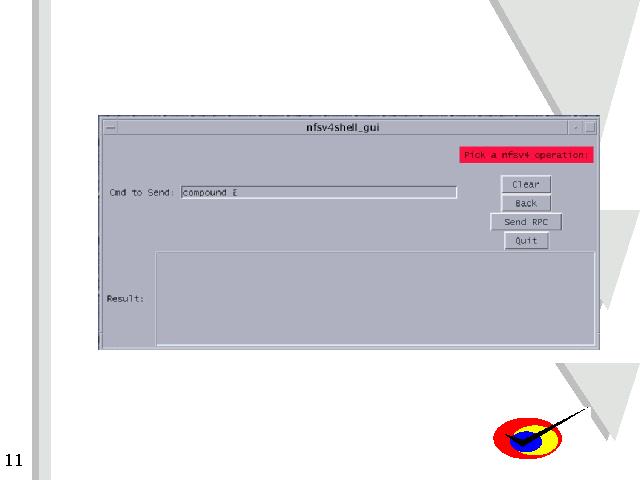 nfsv4shell_gui
Pick a nfsv4 operation:
Cmd to Send:
Clear
Back
Send RPC
Quit
compound
Result:
11